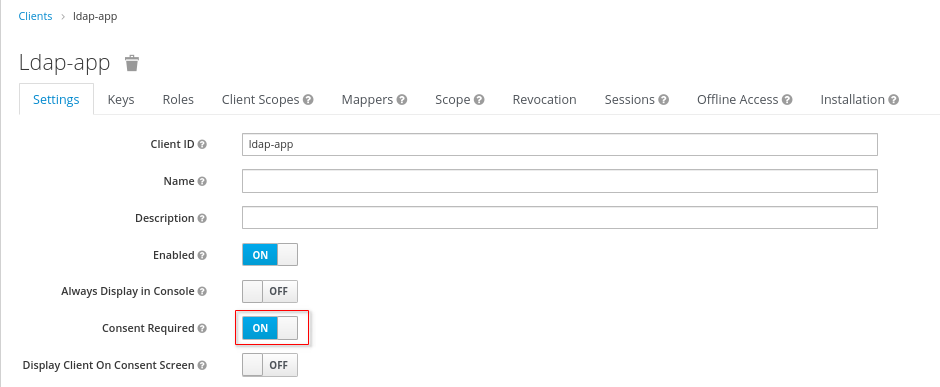 Clients › ldap-app
Ldap-app
Settings Keys Roles Client Scopes ? Mappers ? Scope ? Revocation Sessions ? Offline Access ? Installation ?
Client ID ? ldap-app
Name ?
Description ?
Enabled ? ON
Always Display in Console ? OFF
Consent Required ? ON
Display Client On Consent Screen ? OFF